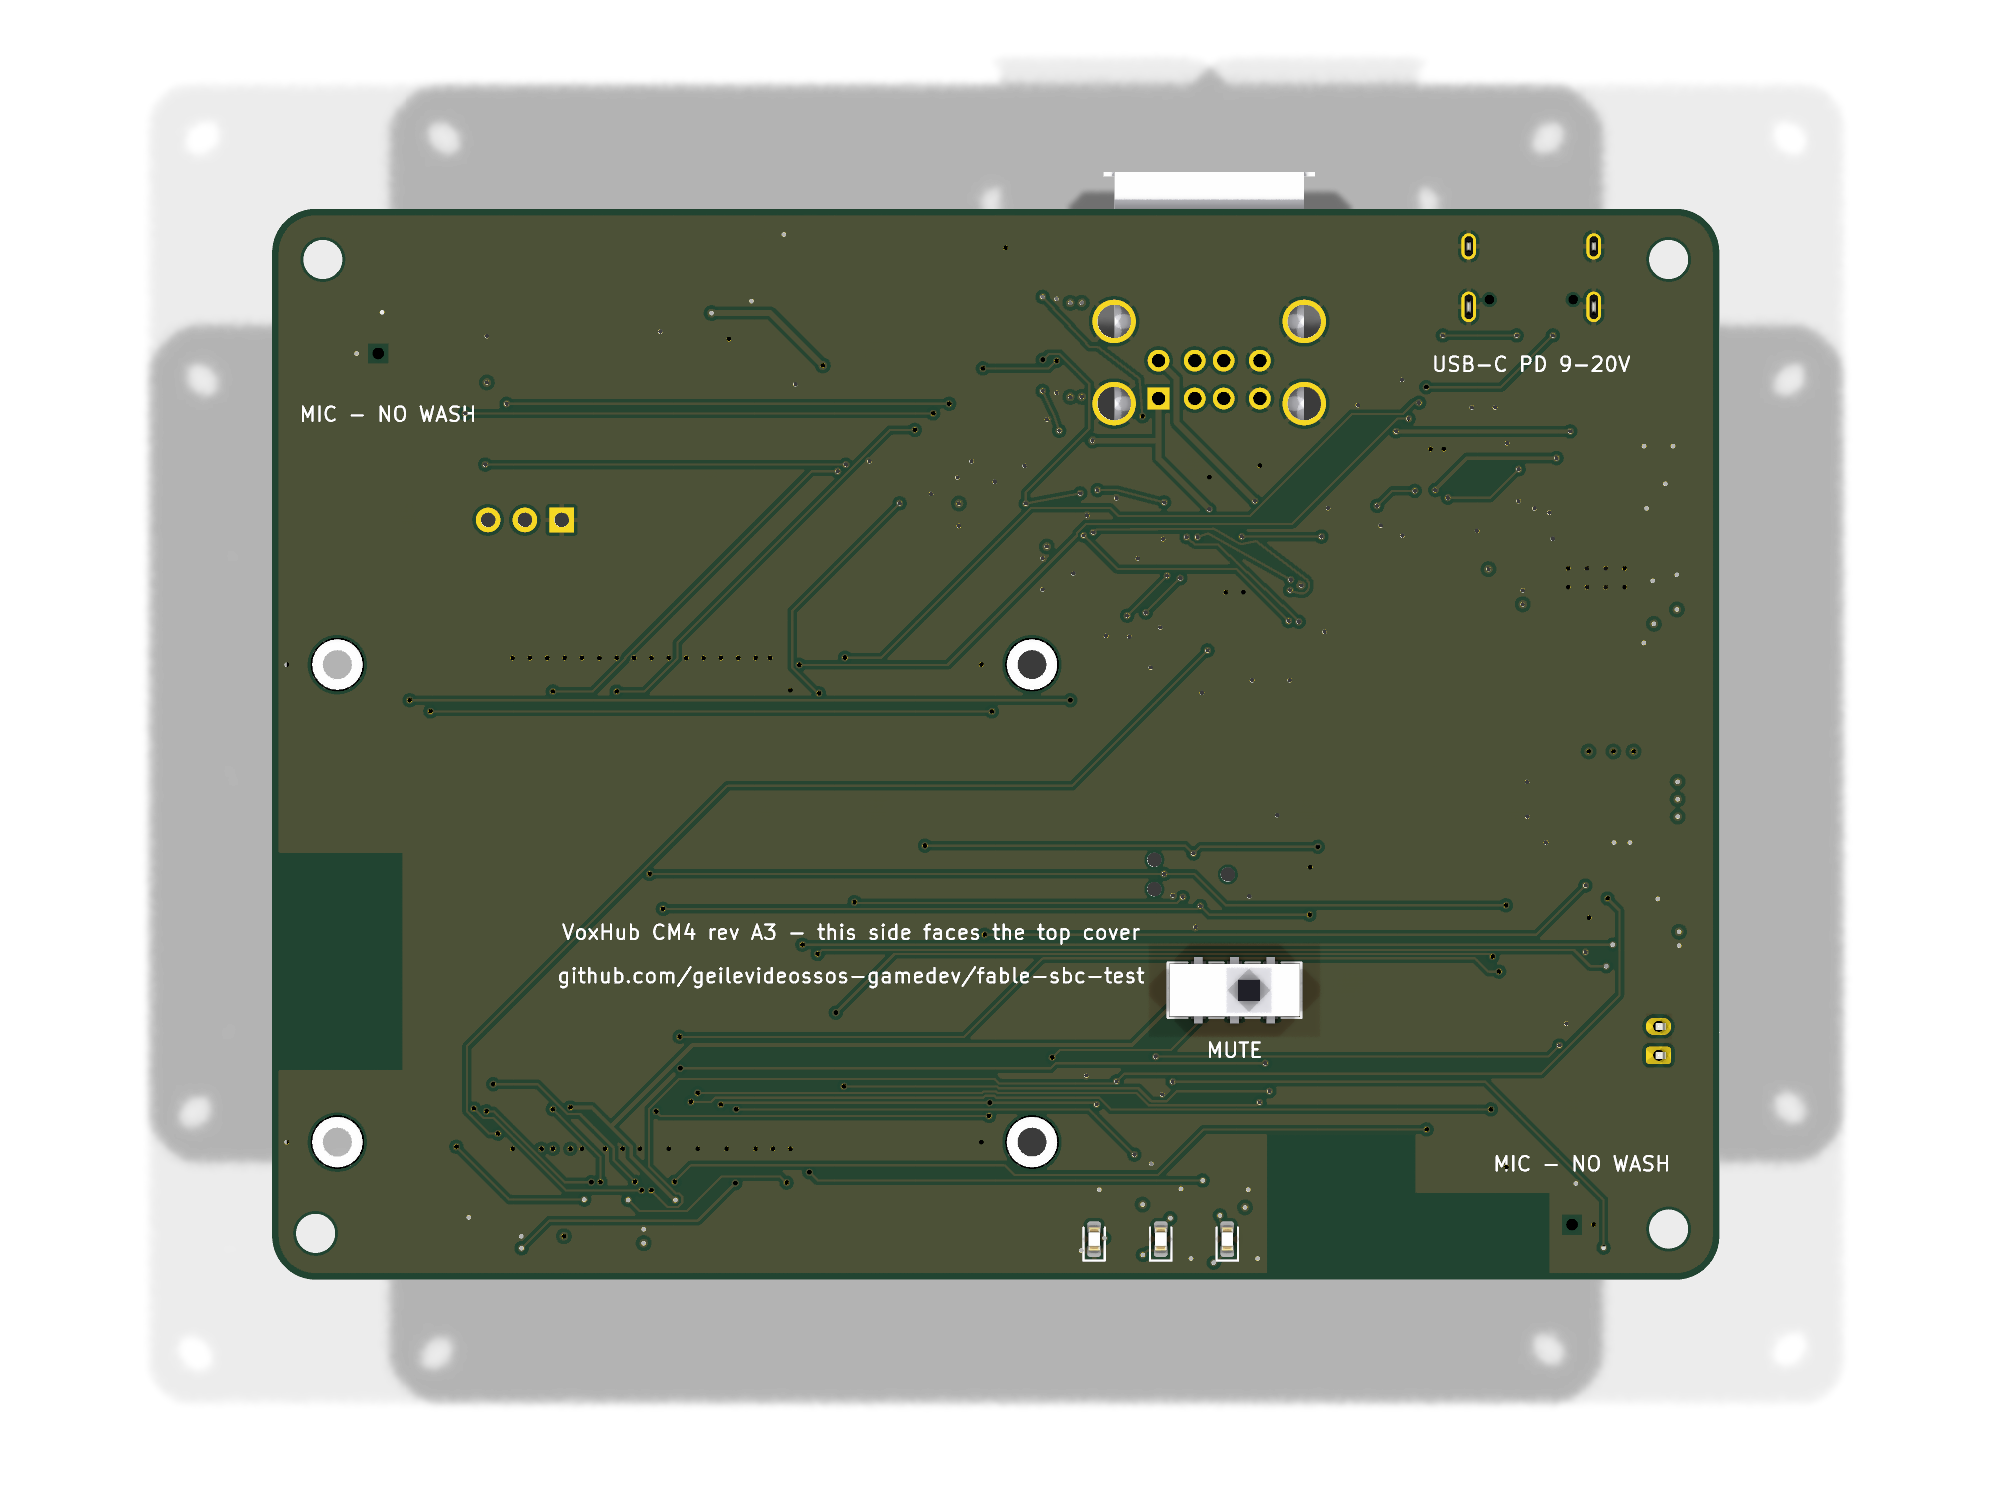 USB-C PD 9-20V
MIC - NO WASH
VoxHub CM4 rev A3 - this side faces the top cover
github.com/geilevideossos-gamedev/fable-sbc-test
MUTE
MIC - NO WASH